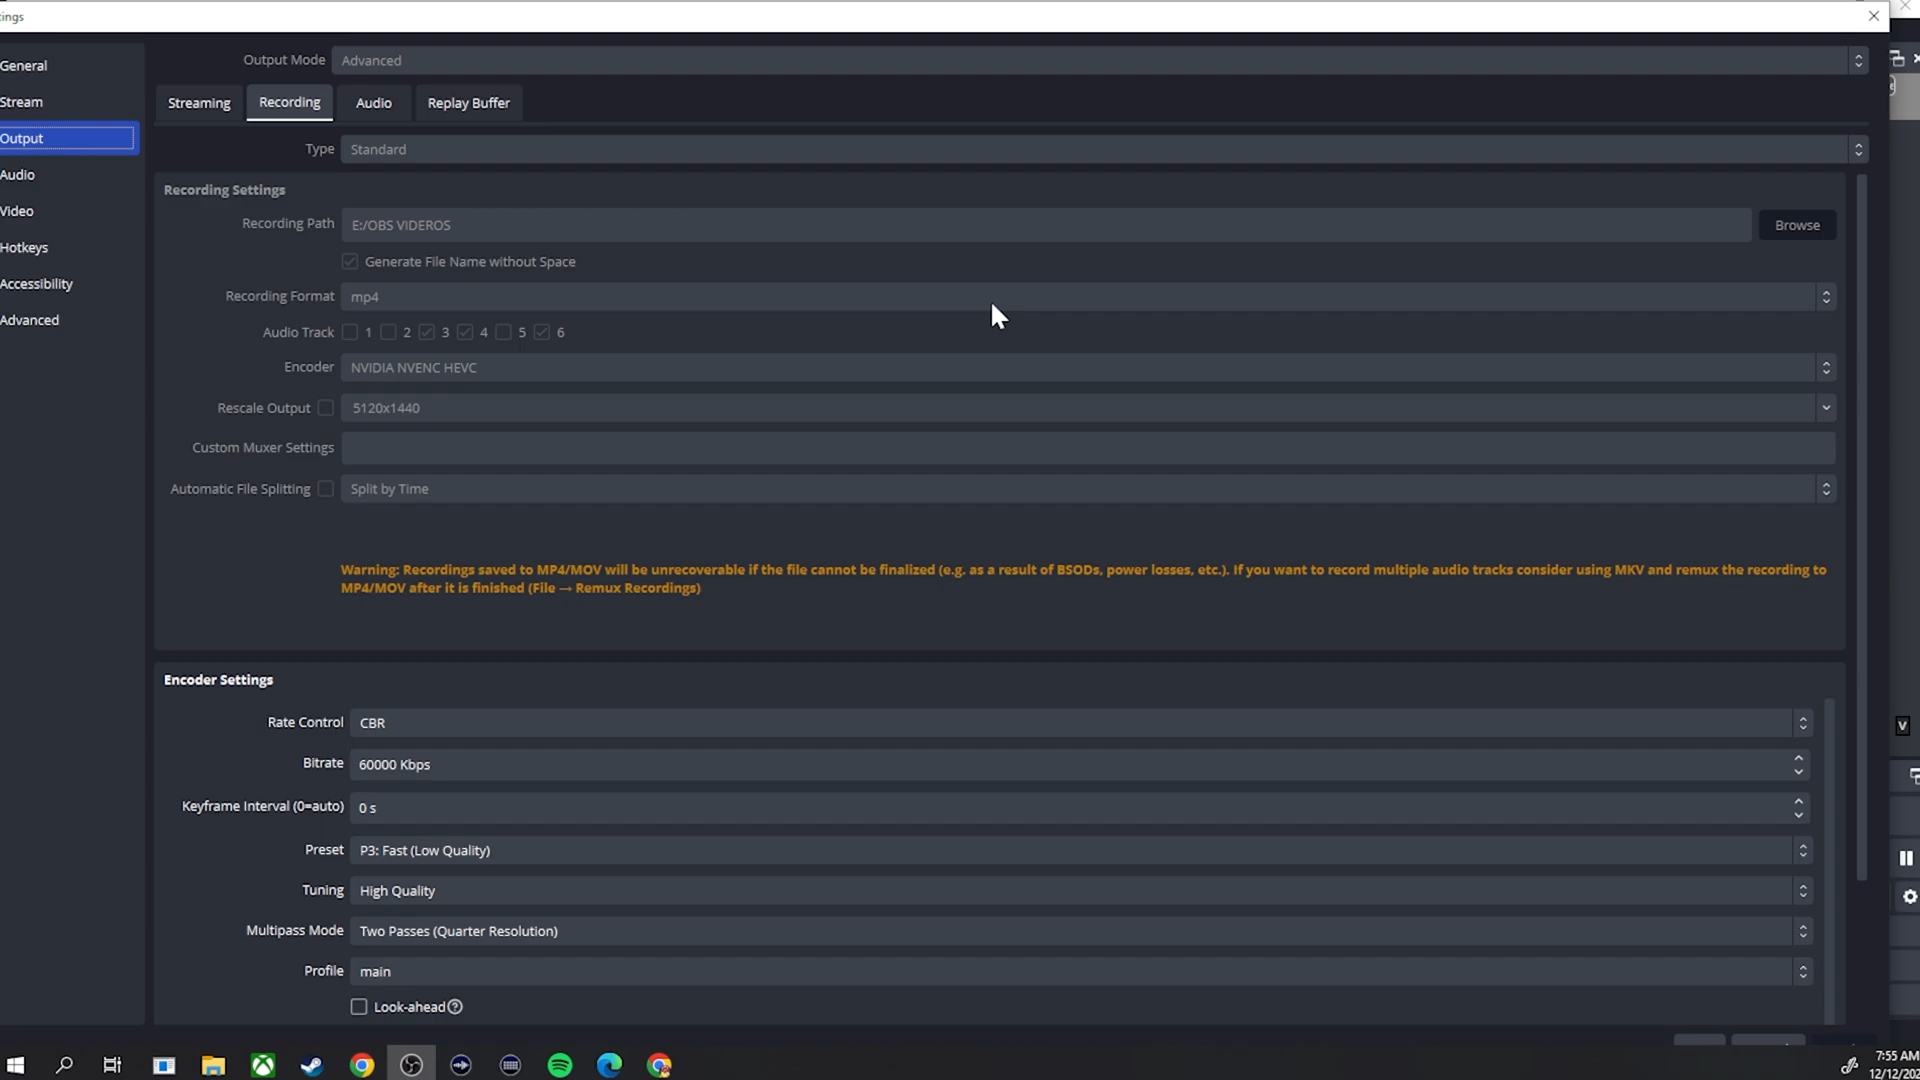 ings
General
Stream
Output
Audio
Video
Hotkeys
Accessibility
Advanced
Output Mode Advanced
Streaming Recording Audio Replay Buffer
Type Standard
Recording Settings
Recording Path E:/OBS VIDEROS Browse
Generate File Name without Space
Recording Format mp4
Audio Track 1 2 3 4 5 6
Encoder NVIDIA NVENC HEVC
Rescale Output 5120x1440
Custom Muxer Settings
Automatic File Splitting Split by Time
Warning: Recordings saved to MP4/MOV will be unrecoverable if the file cannot be finalized (e.g. as a result of BSODs, power losses, etc.). If you want to record multiple audio tracks consider using MKV and remux the recording to
MP4/MOV after it is finished (File → Remux Recordings)
Encoder Settings
Rate Control CBR
Bitrate 60000 Kbps
Keyframe Interval (0=auto) 0 s
Preset P3: Fast (Low Quality)
Tuning High Quality
Multipass Mode Two Passes (Quarter Resolution)
Profile main
Look-ahead
7:55 AM
12/12/202